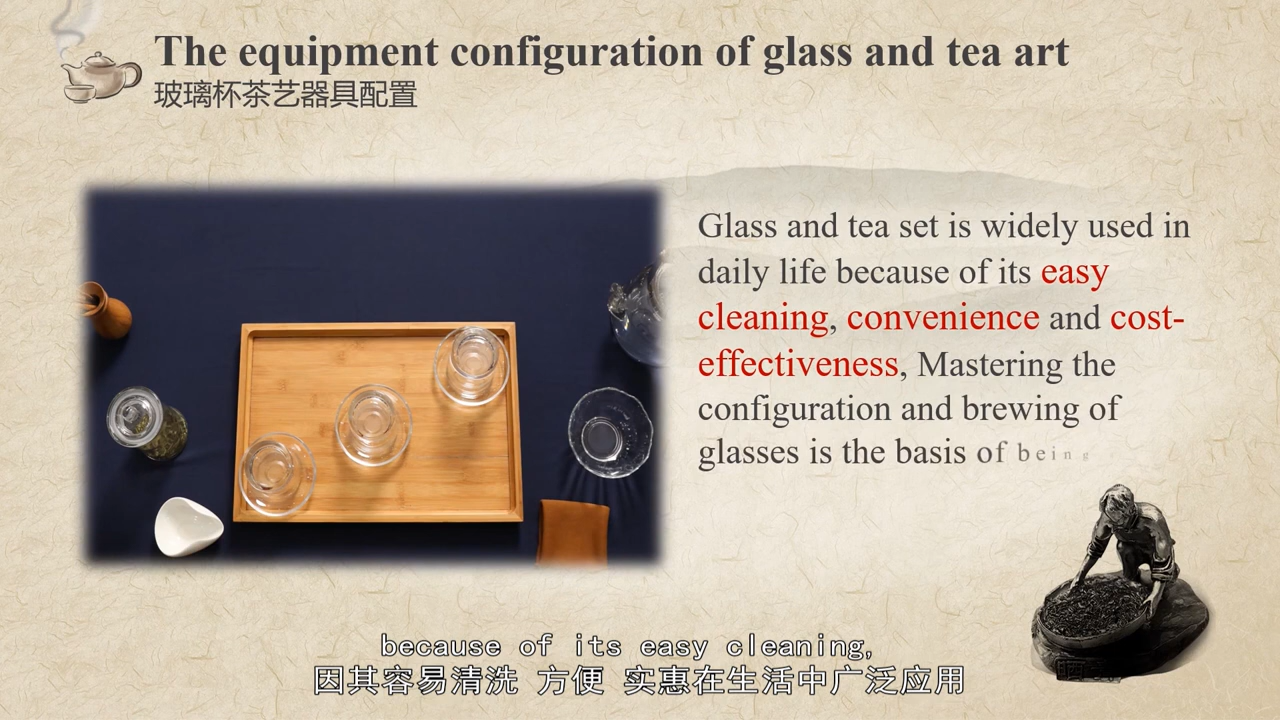 The equipment configuration of glass and tea art
玻璃杯茶艺器具配置
Glass and tea set is widely used in
daily life because of its easy
cleaning, convenience and cost-
effectiveness, Mastering the
configuration and brewing of
glasses is the basis of being
because of its easy cleaning,
因其容易清洗 方便 实惠在生活中广泛应用